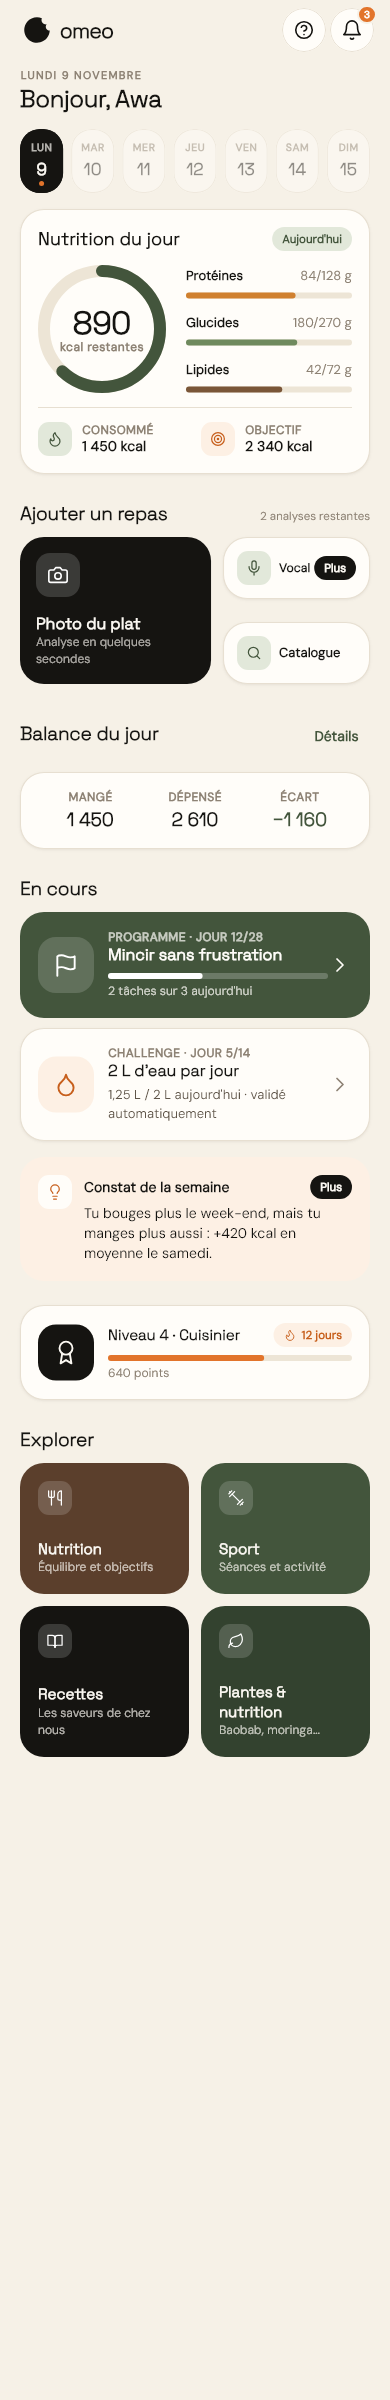 omeo
3
LUNDI 9 NOVEMBRE
Bonjour, Awa
LUN MAR MER JEU VEN SAM DIM
9 10 11 12 13 14 15
Nutrition du jour
Aujourd'hui
890
kcal restantes
Protéines 84/128 g
Glucides 180/270 g
Lipides 42/72 g
CONSOMMÉ
1 450 kcal
OBJECTIF
2 340 kcal
Ajouter un repas
2 analyses restantes
Photo du plat
Analyse en quelques
secondes
Vocal Plus
Catalogue
Balance du jour
Détails
MANGÉ DÉPENSÉ ÉCART
1 450 2 610 −1 160
En cours
PROGRAMME · JOUR 12/28
Mincir sans frustration
2 tâches sur 3 aujourd'hui
CHALLENGE · JOUR 5/14
2 L d'eau par jour
1,25 L / 2 L aujourd'hui · validé
automatiquement
Constat de la semaine Plus
Tu bouges plus le week-end, mais tu
manges plus aussi : +420 kcal en
moyenne le samedi.
Niveau 4 · Cuisinier
12 jours
640 points
Explorer
Nutrition
Équilibre et objectifs
Sport
Séances et activité
Recettes
Les saveurs de chez
nous
Plantes &
nutrition
Baobab, moringa…